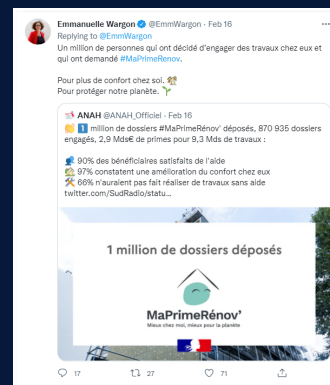 Emmanuelle Wargon @EmmWargon · Feb 16
Replying to @EmmWargon
Un million de personnes qui ont décidé d'engager des travaux chez eux et
qui ont demandé #MaPrimeRenov.
Pour plus de confort chez soi.
Pour protéger notre planète.
ANAH @ANAH_Officiel · Feb 16
1 million de dossiers #MaPrimeRénov' déposés, 870 935 dossiers
engagés, 2,9 Mds€ de primes pour 9,3 Mds de travaux :
90% des bénéficiaires satisfaits de l'aide
97% constatent une amélioration du confort chez eux
66% n'auraient pas fait réaliser de travaux sans aide
twitter.com/SudRadio/statu...
1 million de dossiers déposés
MaPrimeRénov'
Mieux chez moi, mieux pour la planète
17 27 71